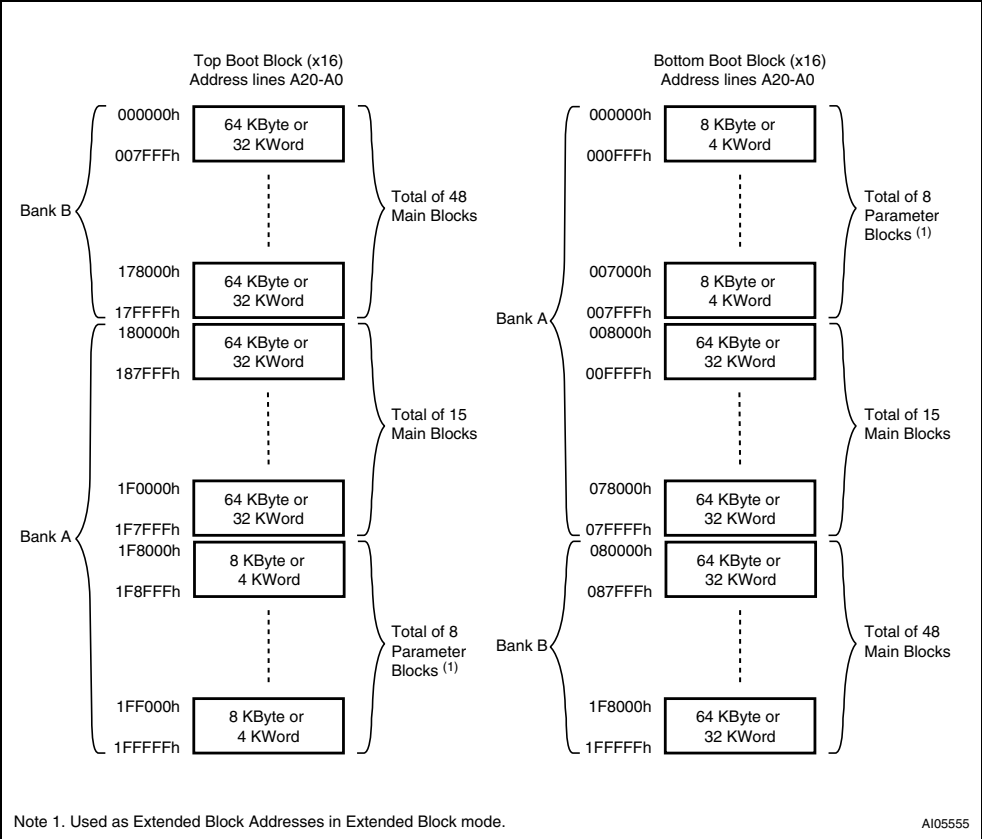 Top Boot Block (x16)
Address lines A20-A0
000000h
64 KByte or
32 KWord
007FFFh
Total of 48
Main Blocks
Bank B
178000h
64 KByte or
32 KWord
17FFFFh
180000h
64 KByte or
32 KWord
187FFFh
Total of 15
Main Blocks
1F0000h
64 KByte or
32 KWord
1F7FFFh
Bank A
1F8000h
8 KByte or
4 KWord
1F8FFFh
Total of 8
Parameter
Blocks (1)
1FF000h
8 KByte or
4 KWord
1FFFFFh
Bottom Boot Block (x16)
Address lines A20-A0
000000h
8 KByte or
4 KWord
000FFFh
Total of 8
Parameter
Blocks (1)
007000h
8 KByte or
4 KWord
007FFFh
Bank A
008000h
64 KByte or
32 KWord
00FFFFh
Total of 15
Main Blocks
078000h
64 KByte or
32 KWord
07FFFFh
080000h
64 KByte or
32 KWord
087FFFh
Bank B
Total of 48
Main Blocks
1F8000h
64 KByte or
32 KWord
1FFFFFh
Note 1. Used as Extended Block Addresses in Extended Block mode.
AI05555